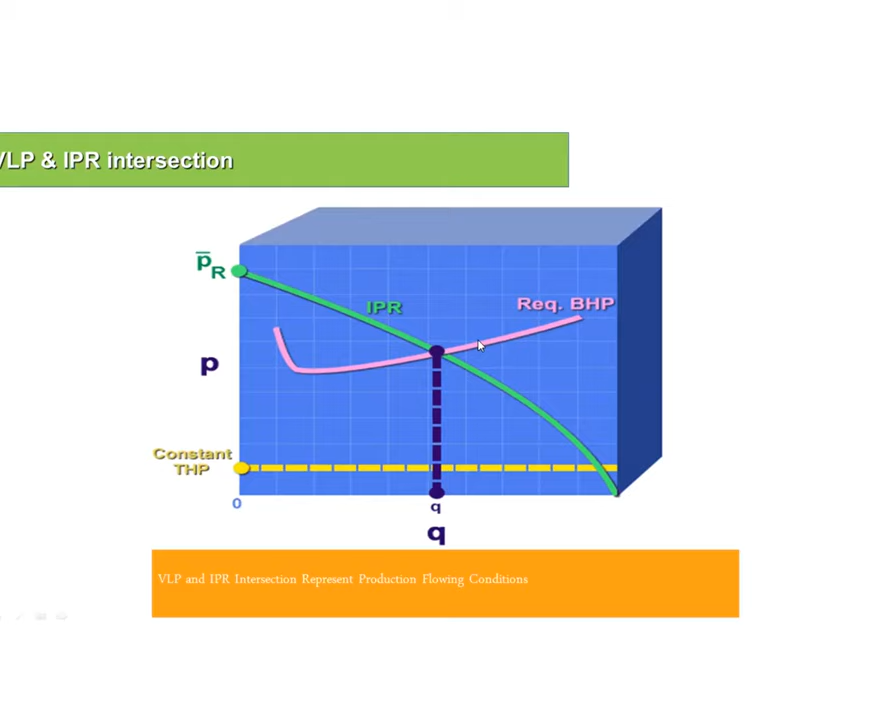 VLP & IPR intersection
p̅R
IPR
Req. BHP
p
Constant
THP
0
q
q
VLP and IPR Intersection Represent Production Flowing Conditions